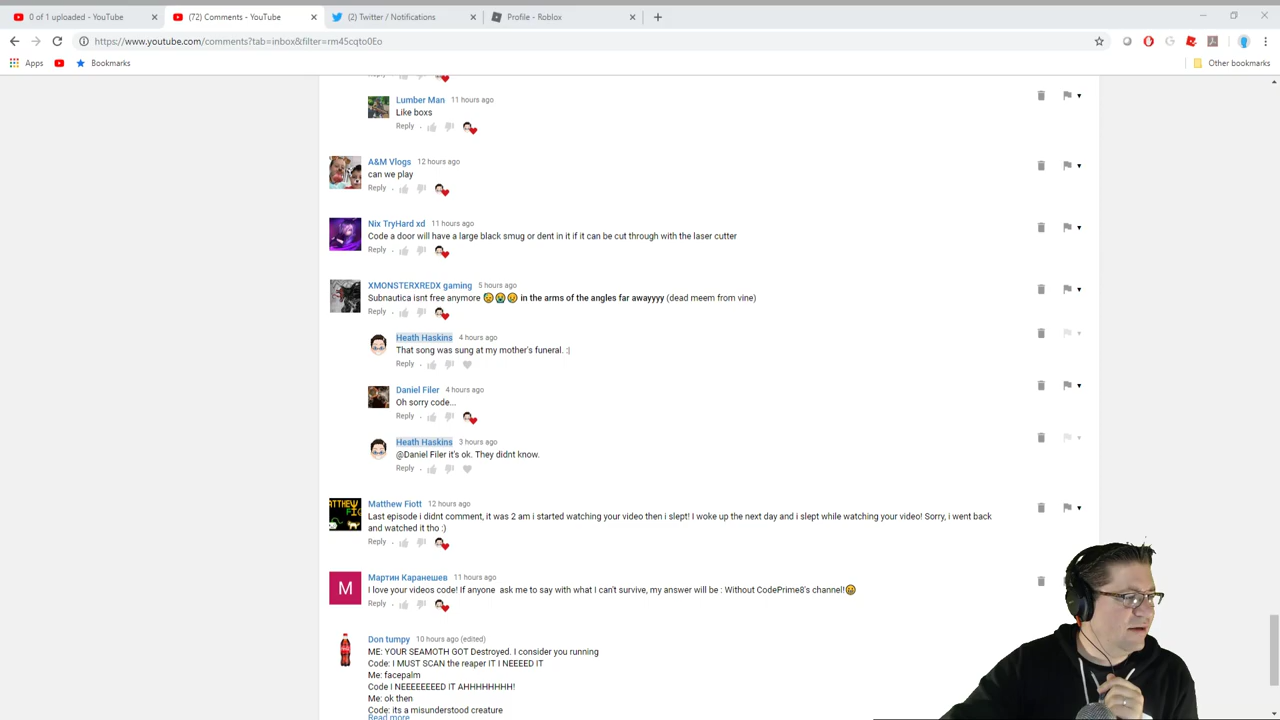 0 of 1 uploaded - YouTube
(72) Comments - YouTube
(2) Twitter / Notifications
Profile - Roblox
https://www.youtube.com/comments?tab=inbox&filter=rm45cqto0Eo
Apps
Bookmarks
Other bookmarks
Lumber Man 11 hours ago
Like boxs
Reply
A&M Vlogs 12 hours ago
can we play
Reply
Nix TryHard xd 11 hours ago
Code a door will have a large black smug or dent in it if it can be cut through with the laser cutter
Reply
XMONSTERXREDX gaming 5 hours ago
Subnautica isnt free anymore in the arms of the angles far awayyyy (dead meem from vine)
Reply
Heath Haskins 4 hours ago
That song was sung at my mother's funeral. :|
Reply
Daniel Filer 4 hours ago
Oh sorry code...
Reply
Heath Haskins 3 hours ago
@Daniel Filer it's ok. They didnt know.
Reply
Matthew Fiott 12 hours ago
Last episode i didnt comment, it was 2 am i started watching your video then i slept! I woke up the next day and i slept while watching your video! Sorry, i went back
and watched it tho :)
Reply
M
Мартин Каранешев 11 hours ago
I love your videos code! If anyone ask me to say with what I can't survive, my answer will be : Without CodePrime8's channel!
Reply
Don tumpy 10 hours ago (edited)
ME: YOUR SEAMOTH GOT Destroyed. I consider you running
Code: I MUST SCAN the reaper IT I NEEEED IT
Me: facepalm
Code I NEEEEEEEED IT AHHHHHHHH!
Me: ok then
Code: its a misunderstood creature
Read more